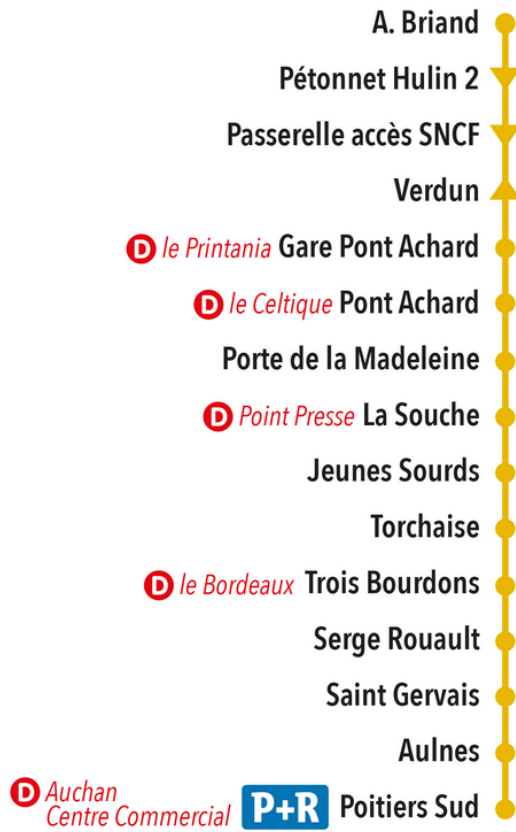 A. Briand
Pétonnet Hulin 2
Passerelle accès SNCF
Verdun
D le Printania Gare Pont Achard
D le Celtique Pont Achard
Porte de la Madeleine
D Point Presse La Souche
Jeunes Sourds
Torchaise
D le Bordeaux Trois Bourdons
Serge Rouault
Saint Gervais
Aulnes
D Auchan
Centre Commercial P+R Poitiers Sud